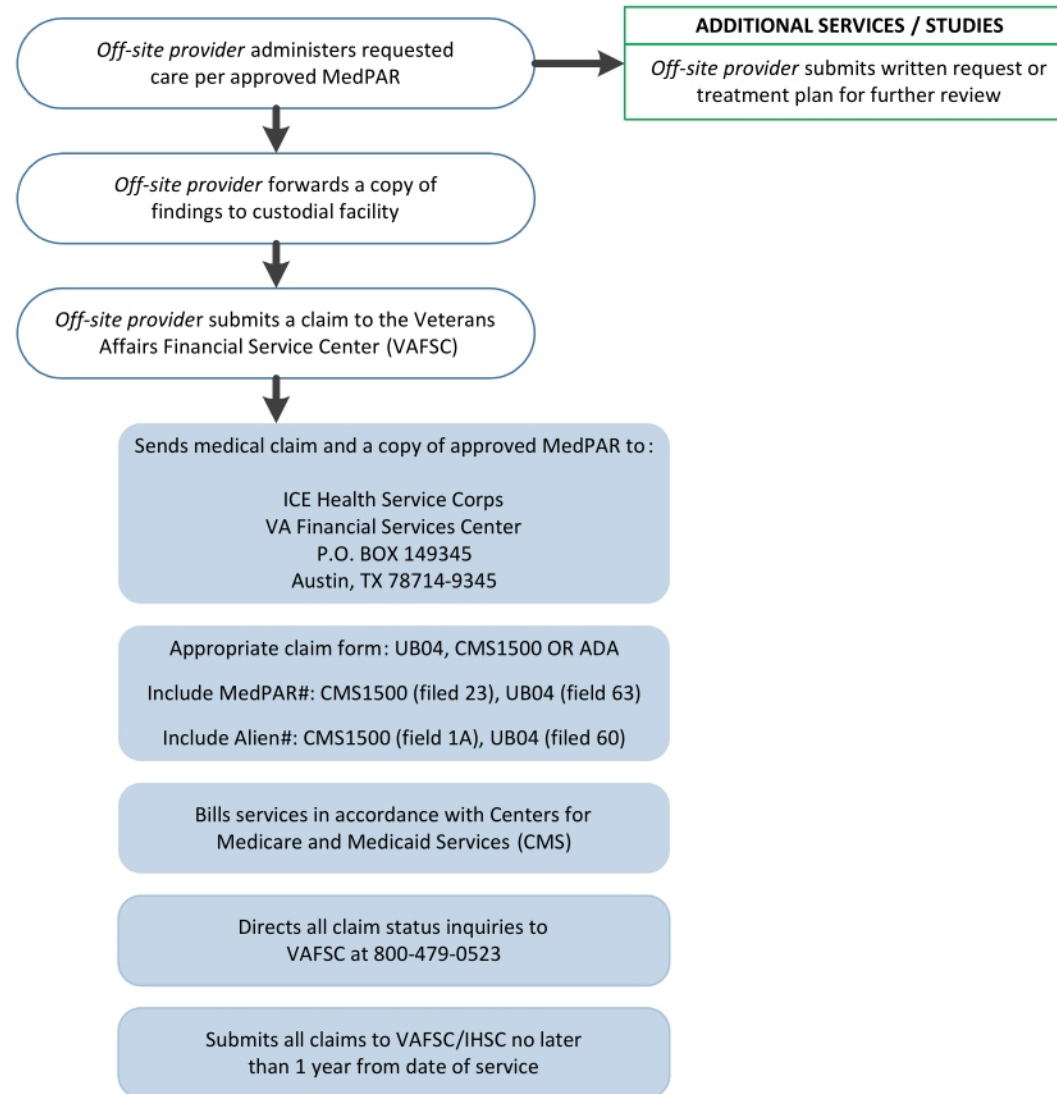 Off-site provider administers requested
care per approved MedPAR
ADDITIONAL SERVICES / STUDIES
Off-site provider submits written request or
treatment plan for further review
Off-site provider forwards a copy of
findings to custodial facility
Off-site provider submits a claim to the Veterans
Affairs Financial Service Center (VAFSC)
Sends medical claim and a copy of approved MedPAR to:
ICE Health Service Corps
VA Financial Services Center
P.O. BOX 149345
Austin, TX 78714-9345
Appropriate claim form: UB04, CMS1500 OR ADA
Include MedPAR#: CMS1500 (filed 23), UB04 (field 63)
Include Alien#: CMS1500 (field 1A), UB04 (filed 60)
Bills services in accordance with Centers for
Medicare and Medicaid Services (CMS)
Directs all claim status inquiries to
VAFSC at 800-479-0523
Submits all claims to VAFSC/IHSC no later
than 1 year from date of service